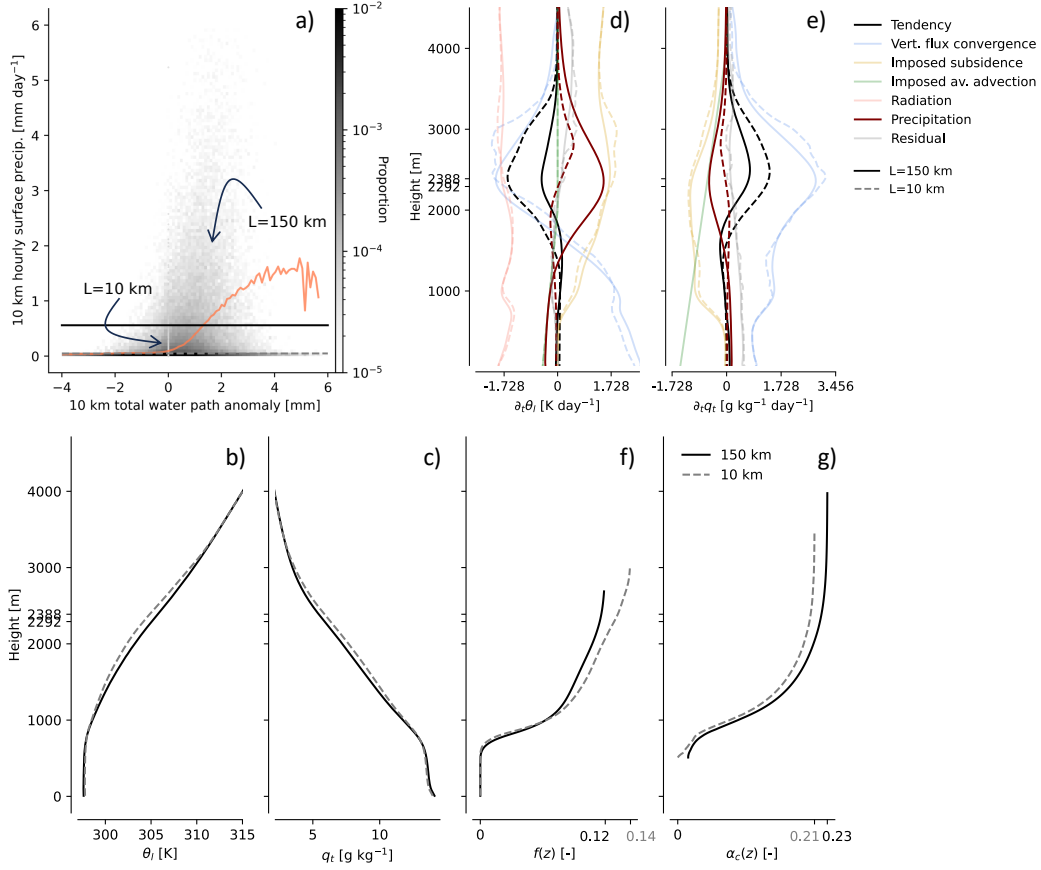 a)
10 km hourly surface precip. [mm day⁻¹]
6
5
4
3
2
1
0
L=150 km
L=10 km
−4
−2
0
2
4
6
10 km total water path anomaly [mm]
10⁻²
10⁻³
10⁻⁴
10⁻⁵
Proportion
d)
Height [m]
4000
3000
2388
2292
2000
1000
-1.728
0
1.728
∂ₜθₗ [K day⁻¹]
e)
-1.728
0
1.728
3.456
∂ₜqₜ [g kg⁻¹ day⁻¹]
Tendency
Vert. flux convergence
Imposed subsidence
Imposed av. advection
Radiation
Precipitation
Residual
L=150 km
L=10 km
b)
Height [m]
4000
3000
2388
2292
2000
1000
0
300
305
310
315
θₗ [K]
c)
5
10
qₜ [g kg⁻¹]
f)
0
0.12
0.14
f(z) [-]
150 km
10 km
g)
0
0.21
0.23
α_c(z) [-]